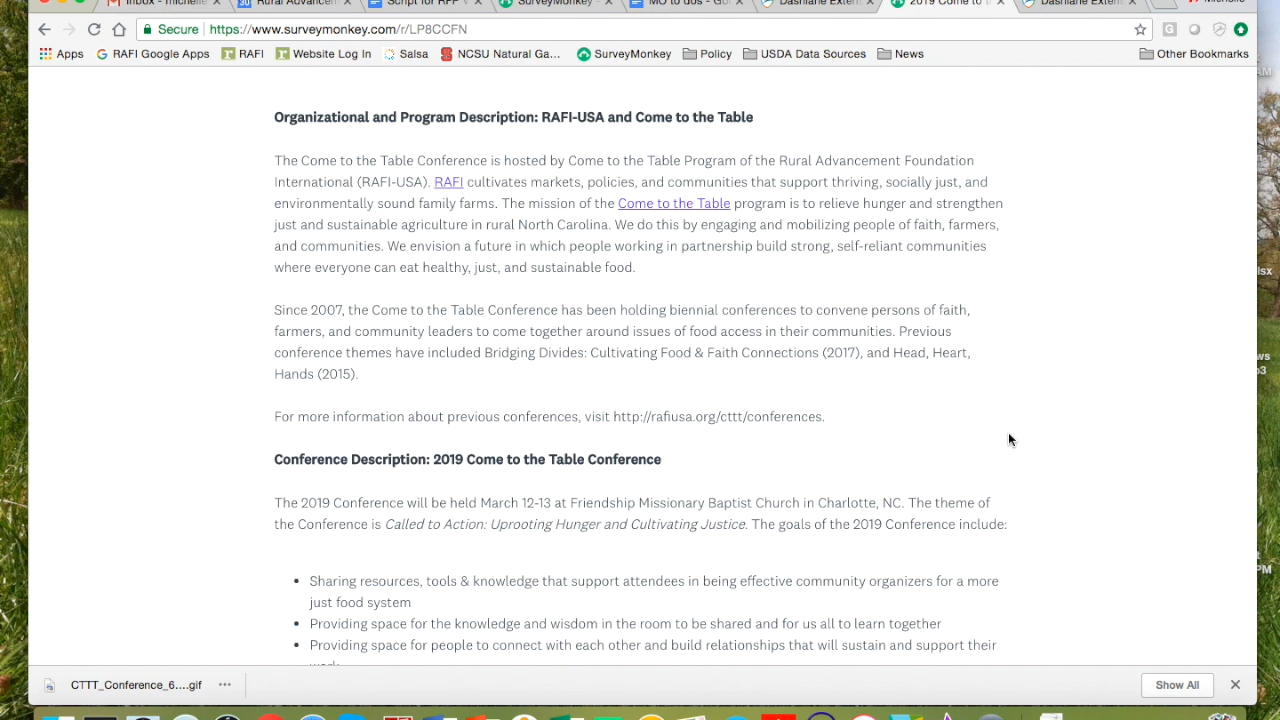 Inbox - michelle
Rural Advancem
Script for RFP
SurveyMonkey
MO to dos - Go
Dashlane Exten
2019 Come to t
Dashlane Exten
Michelle
Secure
https://www.surveymonkey.com/r/LP8CCFN
Apps
RAFI Google Apps
RAFI
Website Log In
Salsa
NCSU Natural Ga...
SurveyMonkey
Policy
USDA Data Sources
News
Other Bookmarks
AM
Organizational and Program Description: RAFI-USA and Come to the Table
The Come to the Table Conference is hosted by Come to the Table Program of the Rural Advancement Foundation
International (RAFI-USA). RAFI cultivates markets, policies, and communities that support thriving, socially just, and
environmentally sound family farms. The mission of the Come to the Table program is to relieve hunger and strengthen
just and sustainable agriculture in rural North Carolina. We do this by engaging and mobilizing people of faith, farmers,
and communities. We envision a future in which people working in partnership build strong, self-reliant communities
where everyone can eat healthy, just, and sustainable food.
lsx
Since 2007, the Come to the Table Conference has been holding biennial conferences to convene persons of faith,
farmers, and community leaders to come together around issues of food access in their communities. Previous
conference themes have included Bridging Divides: Cultivating Food & Faith Connections (2017), and Head, Heart,
Hands (2015).
ws
p3
For more information about previous conferences, visit http://rafiusa.org/cttt/conferences.
Conference Description: 2019 Come to the Table Conference
The 2019 Conference will be held March 12-13 at Friendship Missionary Baptist Church in Charlotte, NC. The theme of
the Conference is Called to Action: Uprooting Hunger and Cultivating Justice. The goals of the 2019 Conference include:
t
PM
• Sharing resources, tools & knowledge that support attendees in being effective community organizers for a more
just food system
• Providing space for the knowledge and wisdom in the room to be shared and for us all to learn together
• Providing space for people to connect with each other and build relationships that will sustain and support their
work
CTTT_Conference_6....gif
Show All